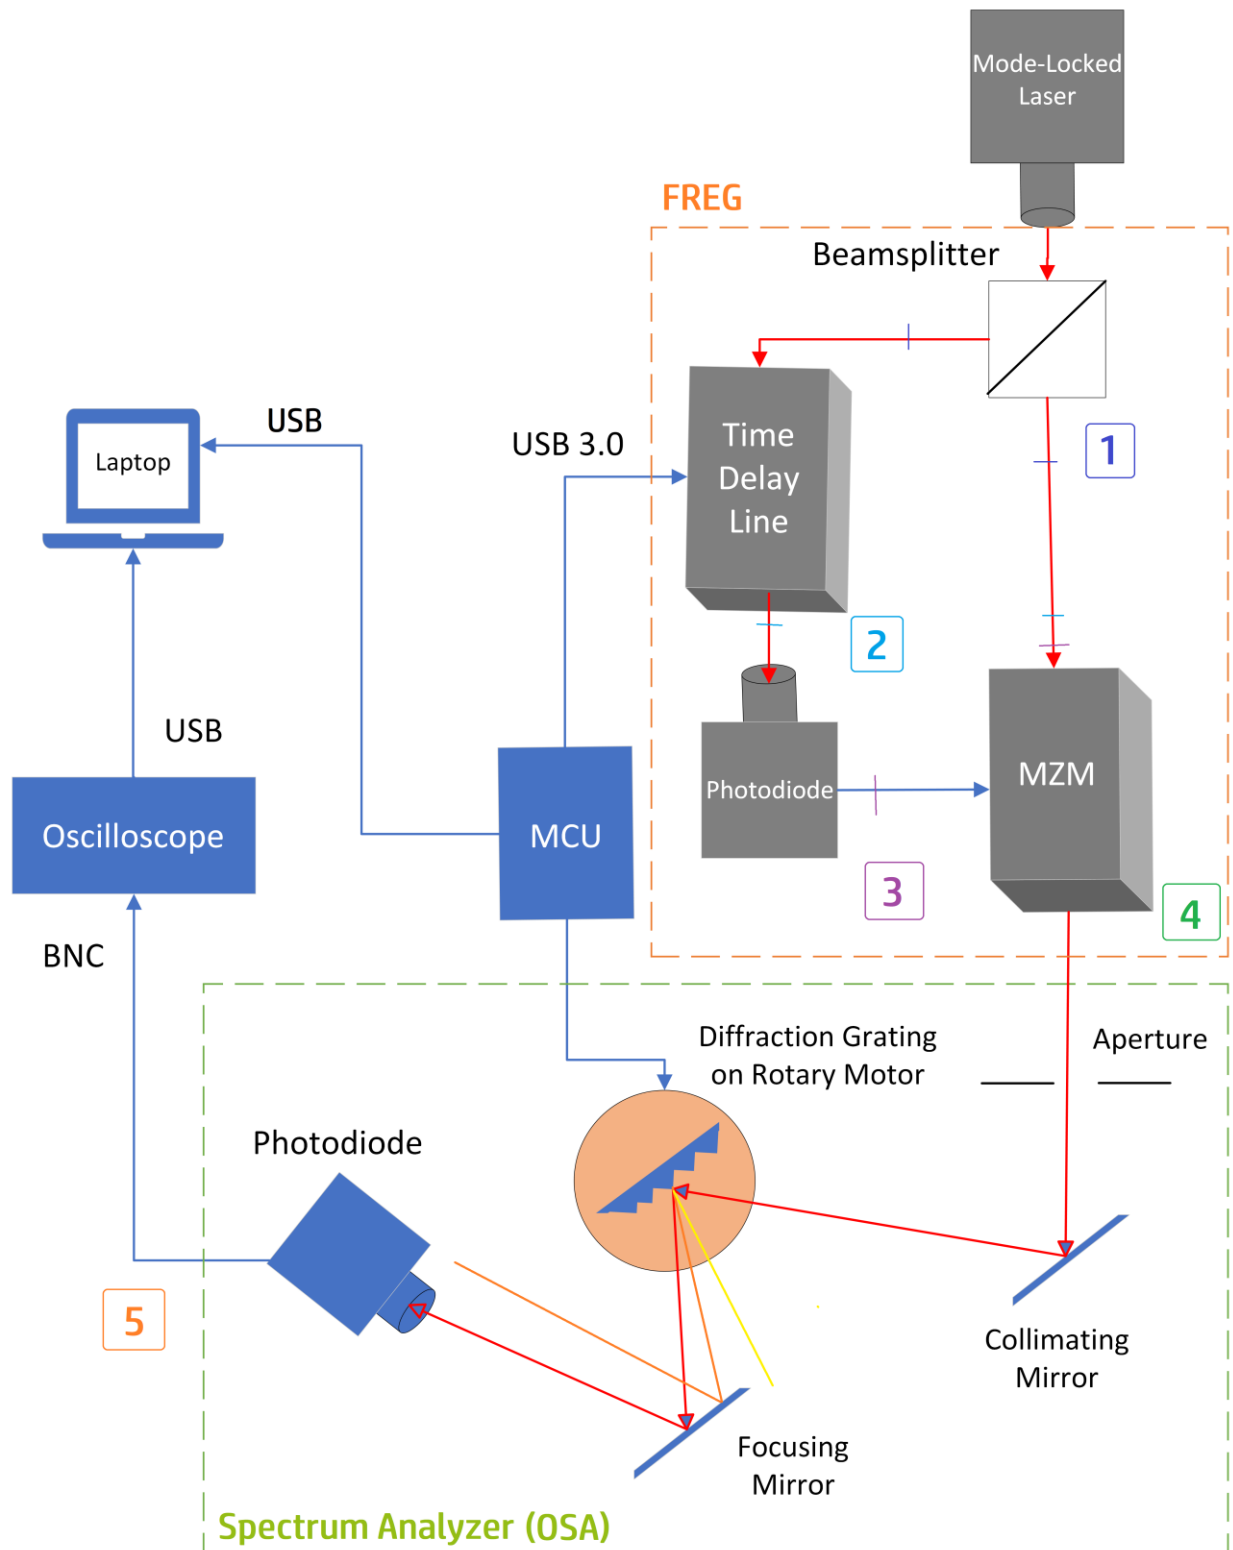 Mode-Locked
Laser
FREG
Beamsplitter
USB
Laptop
USB 3.0
Time
Delay
Line
1
2
USB
Photodiode
MZM
Oscilloscope
MCU
3
4
BNC
Diffraction Grating
on Rotary Motor
Aperture
Photodiode
5
Collimating
Mirror
Focusing
Mirror
Spectrum Analyzer (OSA)